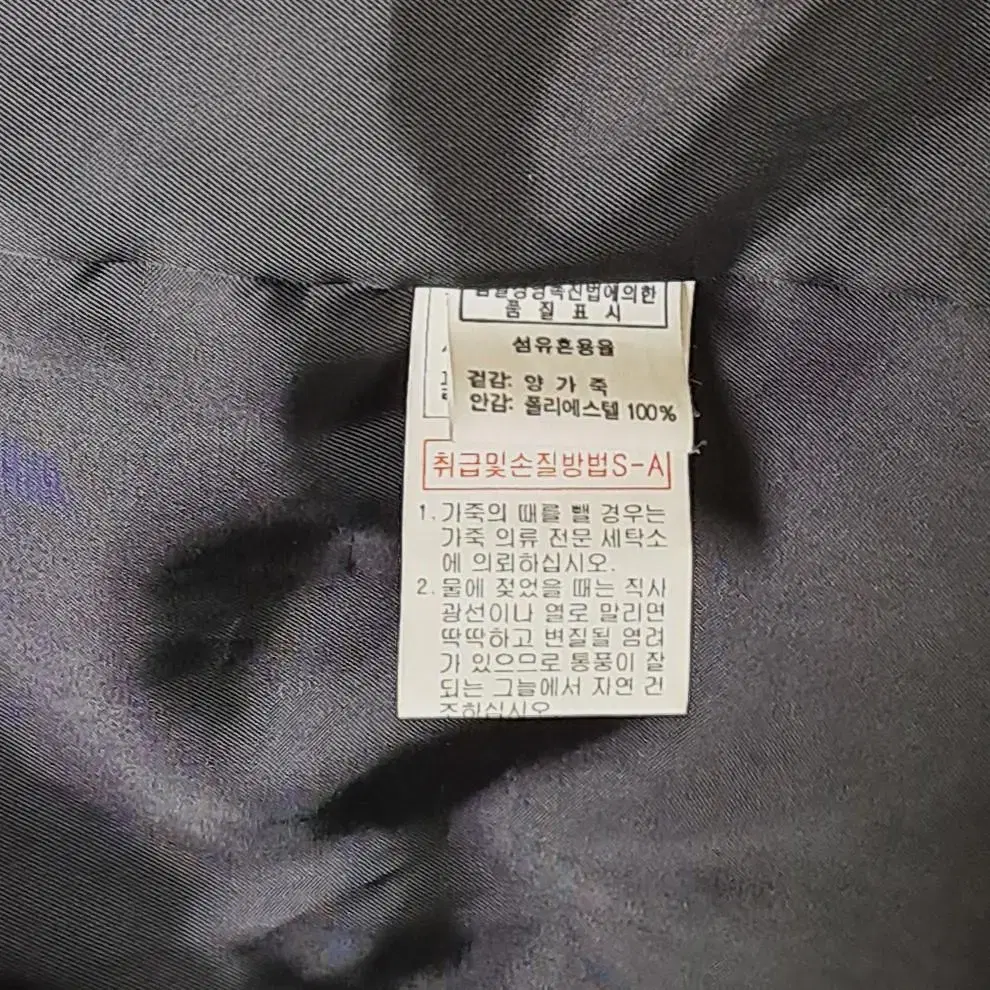 품 질 표 시
섬유혼용율
겉감: 양 가 죽
안감: 폴리에스텔 100%
취급및손질방법S-A
1. 가죽의 때를 뺄 경우는
가죽 의류 전문 세탁소
에 의뢰하십시오.
2. 물에 젖었을 때는 직사
광선이나 열로 말리면
딱딱하고 변질될 염려
가 있으므로 통풍이 잘
되는 그늘에서 자연 건
조하십시오.